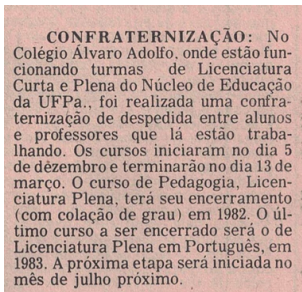 CONFRATERNIZAÇÃO: No
Colégio Álvaro Adolfo, onde estão fun-
cionando turmas de Licenciatura
Curta e Plena do Núcleo de Educação
da UFPa., foi realizada uma confra-
ternização de despedida entre alunos
e professores que lá estão traba-
lhando. Os cursos iniciaram no dia 5
de dezembro e terminarão no dia 13 de
março. O curso de Pedagogia, Licen-
ciatura Plena, terá seu encerramento
(com colação de grau) em 1982. O úl-
timo curso a ser encerrado será o de
Licenciatura Plena em Português, em
1983. A próxima etapa será iniciada no
mês de julho próximo.